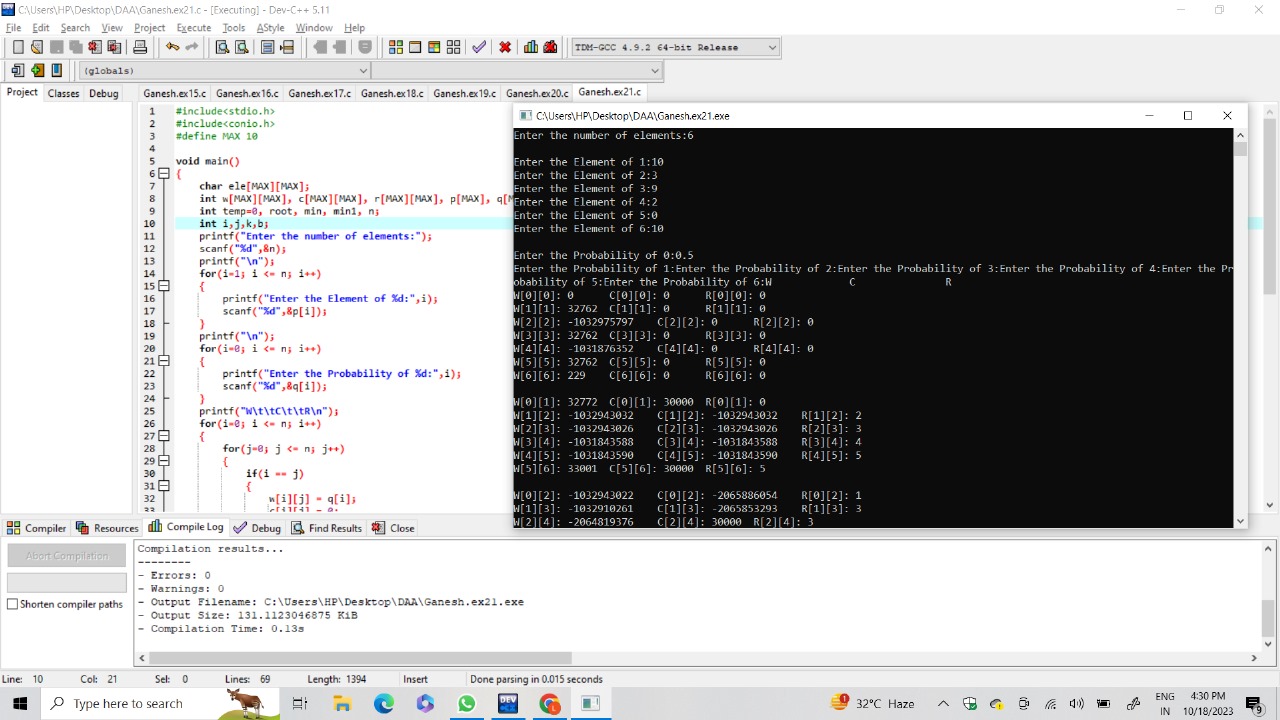 C:\Users\HP\Desktop\DAA\Ganesh.ex21.c - [Executing] - Dev-C++ 5.11
File Edit Search View Project Execute Tools AStyle Window Help
TDM-GCC 4.9.2 64-bit Release
(globals)
Project Classes Debug
Ganesh.ex15.c Ganesh.ex16.c Ganesh.ex17.c Ganesh.ex18.c Ganesh.ex19.c Ganesh.ex20.c Ganesh.ex21.c
1 #include<stdio.h>
2 #include<conio.h>
3 #define MAX 10
4
5 void main()
6 {
7 char ele[MAX][MAX];
8 int w[MAX][MAX], c[MAX][MAX], r[MAX][MAX], p[MAX], q[M
9 int temp=0, root, min, min1, n;
10 int i,j,k,b;
11 printf("Enter the number of elements:");
12 scanf("%d",&n);
13 printf("\n");
14 for(i=1; i <= n; i++)
15 {
16 printf("Enter the Element of %d:",i);
17 scanf("%d",&p[i]);
18 }
19 printf("\n");
20 for(i=0; i <= n; i++)
21 {
22 printf("Enter the Probability of %d:",i);
23 scanf("%d",&q[i]);
24 }
25 printf("W\t\tC\t\tR\n");
26 for(i=0; i <= n; i++)
27 {
28 for(j=0; j <= n; j++)
29 {
30 if(i == j)
31 {
32 w[i][j] = q[i];
33 c[i][j] = 0;
C:\Users\HP\Desktop\DAA\Ganesh.ex21.exe
Enter the number of elements:6
Enter the Element of 1:10
Enter the Element of 2:3
Enter the Element of 3:9
Enter the Element of 4:2
Enter the Element of 5:0
Enter the Element of 6:10
Enter the Probability of 0:0.5
Enter the Probability of 1:Enter the Probability of 2:Enter the Probability of 3:Enter the Probability of 4:Enter the Pr
obability of 5:Enter the Probability of 6:W C R
W[0][0]: 0 C[0][0]: 0 R[0][0]: 0
W[1][1]: 32762 C[1][1]: 0 R[1][1]: 0
W[2][2]: -1032975797 C[2][2]: 0 R[2][2]: 0
W[3][3]: 32762 C[3][3]: 0 R[3][3]: 0
W[4][4]: -1031876352 C[4][4]: 0 R[4][4]: 0
W[5][5]: 32762 C[5][5]: 0 R[5][5]: 0
W[6][6]: 229 C[6][6]: 0 R[6][6]: 0
W[0][1]: 32772 C[0][1]: 30000 R[0][1]: 0
W[1][2]: -1032943032 C[1][2]: -1032943032 R[1][2]: 2
W[2][3]: -1032943026 C[2][3]: -1032943026 R[2][3]: 3
W[3][4]: -1031843588 C[3][4]: -1031843588 R[3][4]: 4
W[4][5]: -1031843590 C[4][5]: -1031843590 R[4][5]: 5
W[5][6]: 33001 C[5][6]: 30000 R[5][6]: 5
W[0][2]: -1032943022 C[0][2]: -2065886054 R[0][2]: 1
W[1][3]: -1032910261 C[1][3]: -2065853293 R[1][3]: 3
W[2][4]: -2064819376 C[2][4]: 30000 R[2][4]: 3
Compiler Resources Compile Log Debug Find Results Close
Abort Compilation
Shorten compiler paths
Compilation results...
--------
- Errors: 0
- Warnings: 0
- Output Filename: C:\Users\HP\Desktop\DAA\Ganesh.ex21.exe
- Output Size: 131.1123046875 KiB
- Compilation Time: 0.13s
Line: 10 Col: 21 Sel: 0 Lines: 69 Length: 1394 Insert Done parsing in 0.015 seconds
Type here to search
DEV
1
32°C Haze
ENG
IN
4:30 PM
10/18/2023
9